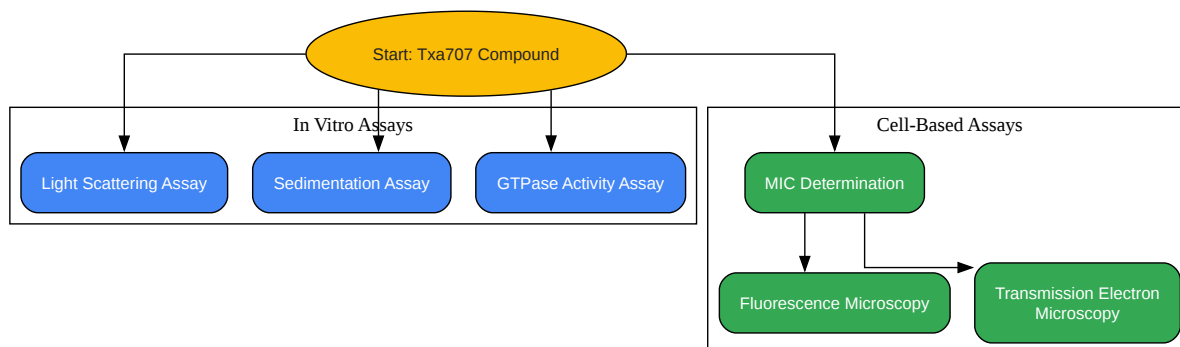 Start: Txa707 Compound
In Vitro Assays
Cell-Based Assays
Light Scattering Assay
Sedimentation Assay
GTPase Activity Assay
MIC Determination
Fluorescence Microscopy
Transmission Electron
Microscopy